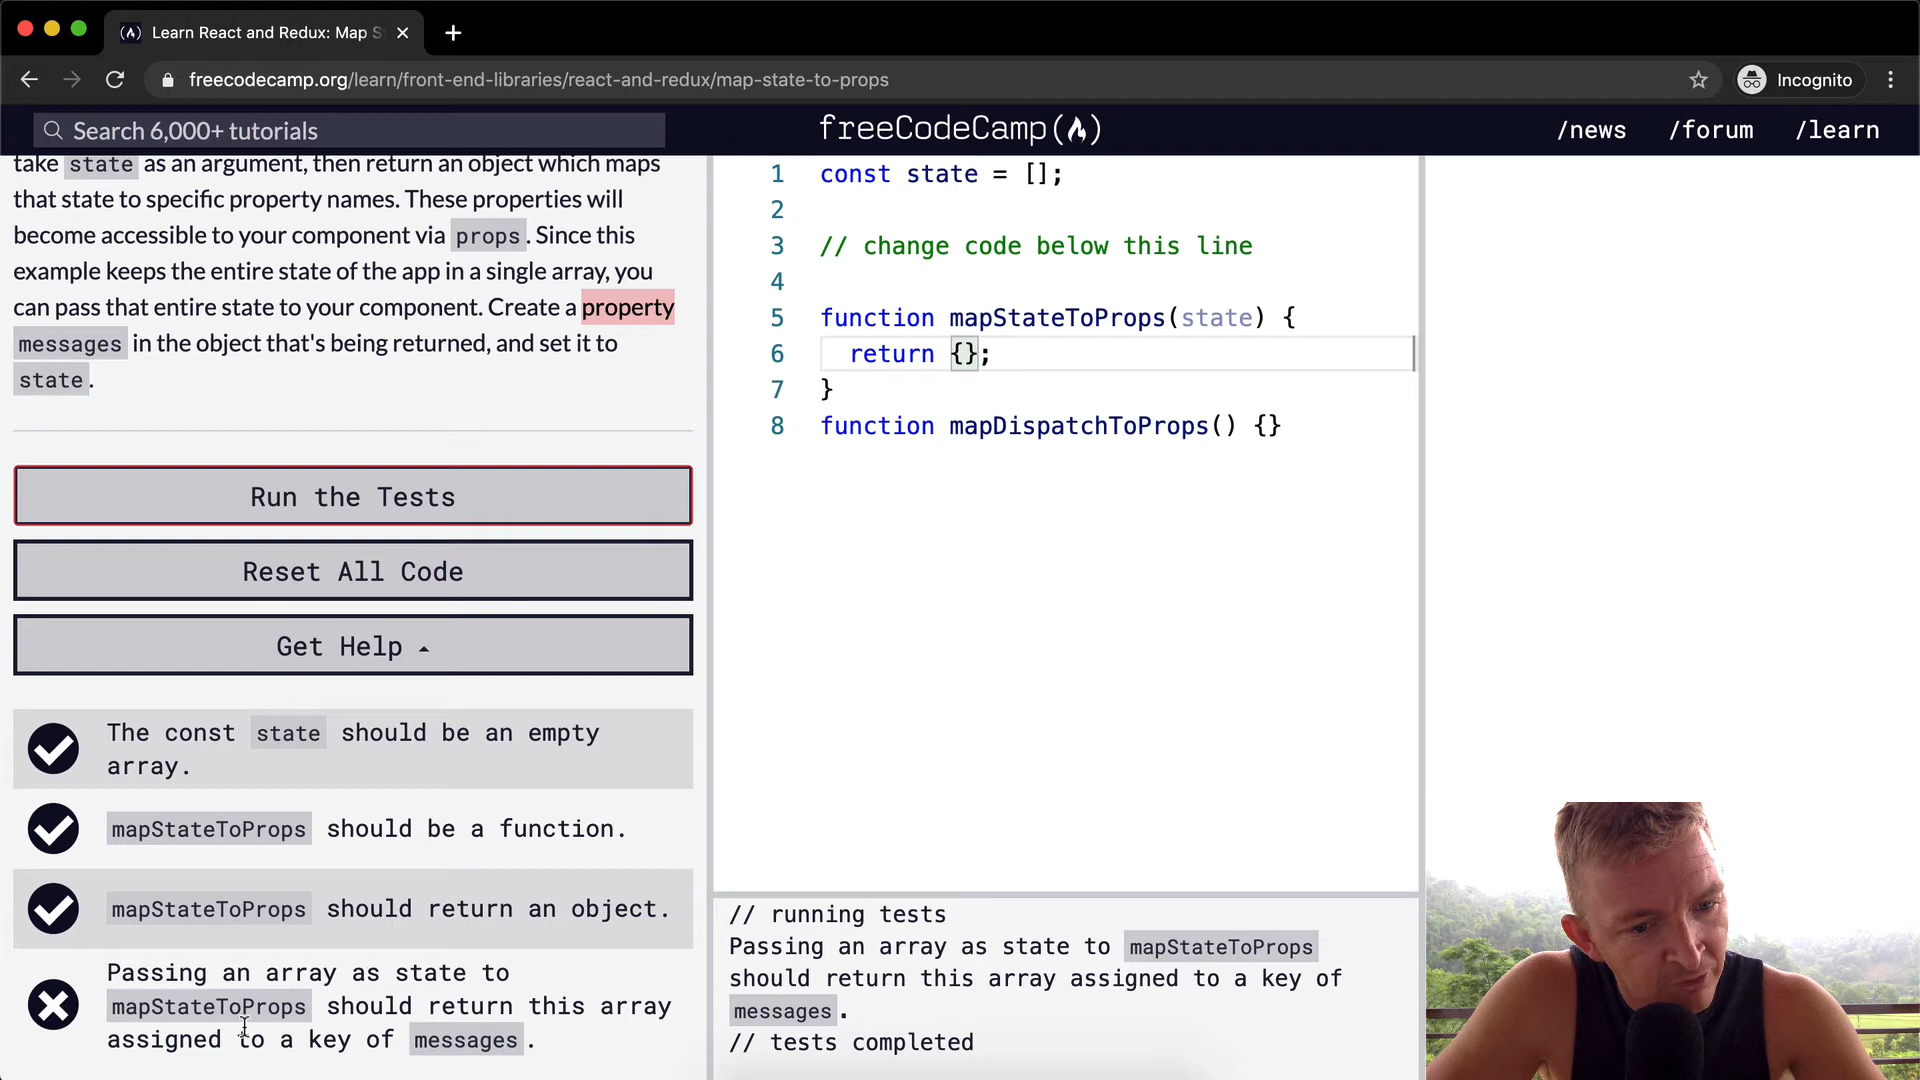 Learn React and Redux: Map S
freecodecamp.org/learn/front-end-libraries/react-and-redux/map-state-to-props
Incognito
Search 6,000+ tutorials
freeCodeCamp
/news /forum /learn
take state as an argument, then return an object which maps
that state to specific property names. These properties will
become accessible to your component via props. Since this
example keeps the entire state of the app in a single array, you
can pass that entire state to your component. Create a property
messages in the object that's being returned, and set it to
state.
Run the Tests
Reset All Code
Get Help
The const state should be an empty
array.
mapStateToProps should be a function.
mapStateToProps should return an object.
Passing an array as state to
mapStateToProps should return this array
assigned to a key of messages.
1 const state = [];
2
3 // change code below this line
4
5 function mapStateToProps(state) {
6 return {};
7 }
8 function mapDispatchToProps() {}
// running tests
Passing an array as state to mapStateToProps
should return this array assigned to a key of
messages.
// tests completed